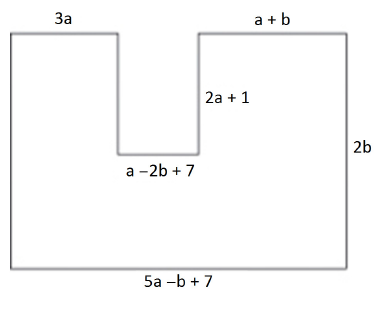 3a
a + b
2a + 1
2b
a −2b + 7
5a −b + 7